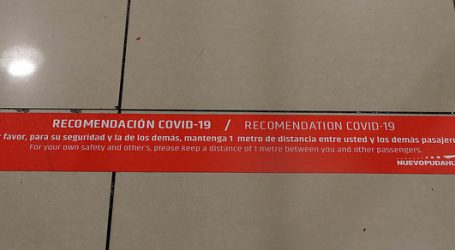 RECOMENDACIÓN COVID-19 / RECOMENDATION COVID-19
favor, para su seguridad y la de los demás, mantenga 1 metro de distancia entre usted y los demás pasajero
For your own safety and other's, please keep a distance of 1 metre between you and other passengers.
NUEVOPUDAHU